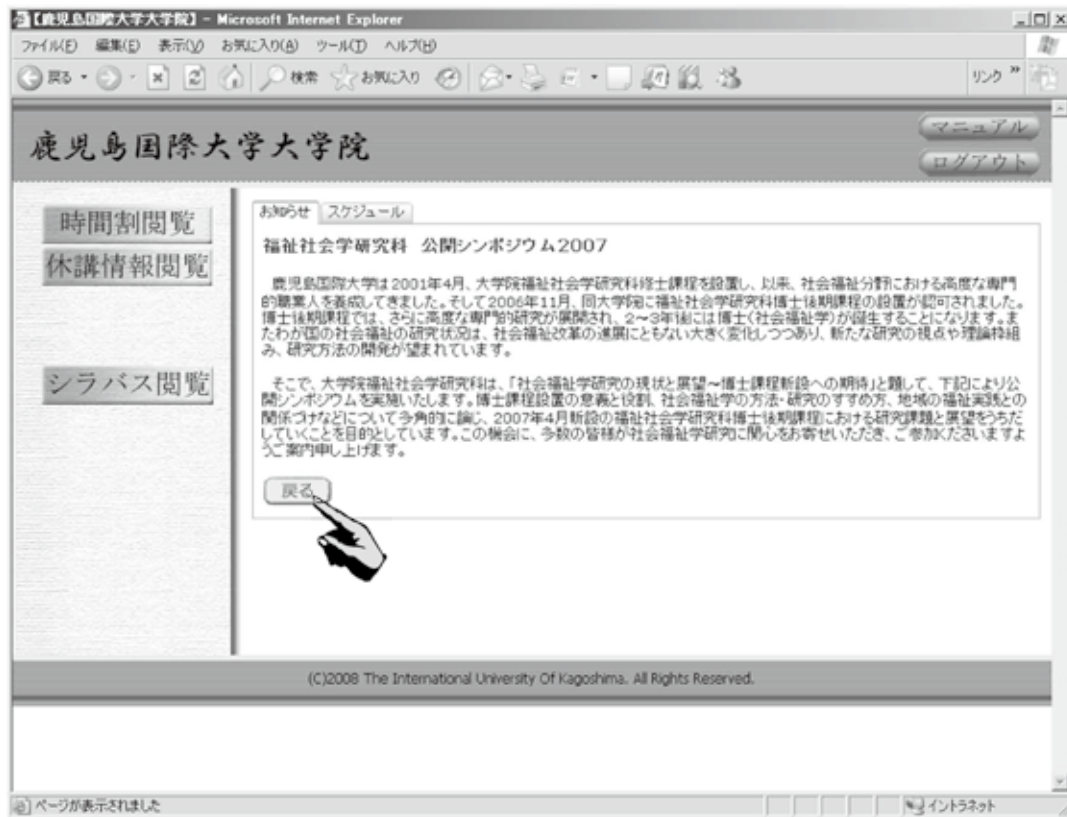 【鹿児島国際大学大学院】 - Microsoft Internet Explorer
ファイル(F) 編集(E) 表示(V) お気に入り(A) ツール(T) ヘルプ(H)
戻る 検索 お気に入り リンク »
鹿児島国際大学大学院
マニュアル
ログアウト
時間割閲覧
休講情報閲覧
シラバス閲覧
お知らせ スケジュール
福祉社会学研究科 公開シンポジウム2007
鹿児島国際大学は2001年4月、大学院福祉社会学研究科修士課程を設置し、以来、社会福祉分野における高度な専門
的職業人を養成してきました。そして2006年11月、同大学院に福祉社会学研究科博士後期課程の設置が認可されました。
博士後期課程では、さらに高度な専門的研究が展開され、2～3年後には博士(社会福祉学)が誕生することになります。ま
たわが国の社会福祉の研究状況は、社会福祉改革の進展にともない大きく変化しつつあり、新たな研究の視点や理論枠組
み、研究方法の開発が望まれています。
そこで、大学院福祉社会学研究科は、「社会福祉学研究の現状と展望～博士課程新設への期待」と題して、下記により公
開シンポジウムを実施いたします。博士課程設置の意義と役割、社会福祉学の方法・研究のすすめ方、地域の福祉実践との
関係づけなどについて多角的に論じ、2007年4月新設の福祉社会学研究科博士後期課程における研究課題と展望をうちだ
していくことを目的としています。この機会に、多数の皆様が社会福祉学研究に関心をお寄せいただき、ご参加くださいますよ
うご案内申し上げます。
戻る
(C)2008 The International University Of Kagoshima. All Rights Reserved.
ページが表示されました イントラネット